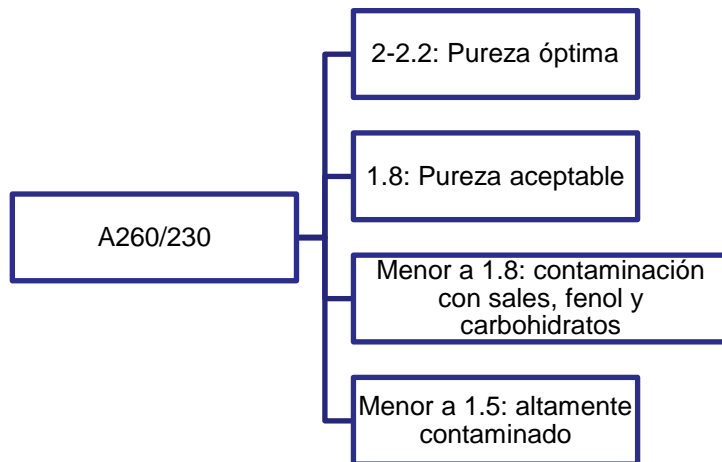 A260/230
2-2.2: Pureza óptima
1.8: Pureza aceptable
Menor a 1.8: contaminación
con sales, fenol y
carbohidratos
Menor a 1.5: altamente
contaminado